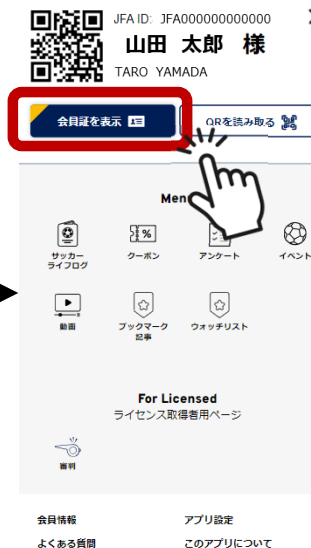 JFA ID: JFA000000000000
山田 太郎 様
TARO YAMADA
会員証を表示
QRを読み取る
Men
サッカー
ライフログ
クーポン
アンケート
イベント
動画
ブックマーク
記事
ウォッチリスト
For Licensed
ライセンス取得者用ページ
審判
会員情報
アプリ設定
よくある質問
このアプリについて